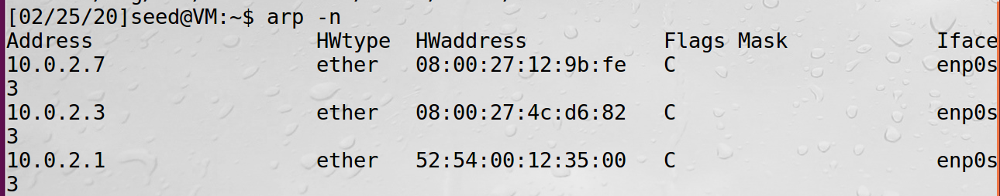 [02/25/20]seed@VM:~$ arp -n
Address                  HWtype  HWaddress           Flags Mask            Iface
10.0.2.7                 ether   08:00:27:12:9b:fe   C                     enp0s
3
10.0.2.3                 ether   08:00:27:4c:d6:82   C                     enp0s
3
10.0.2.1                 ether   52:54:00:12:35:00   C                     enp0s
3